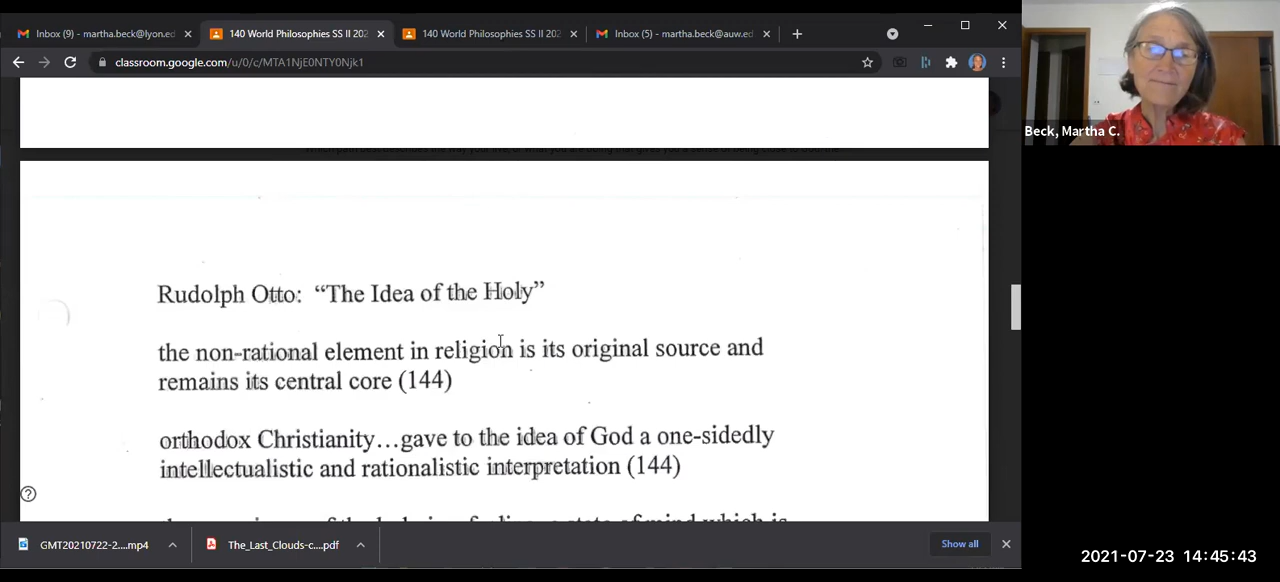 Inbox (9) - martha.beck@lyon.ed
140 World Philosophies SS II 202
140 World Philosophies SS II 202
Inbox (5) - martha.beck@auw.ed
classroom.google.com/u/0/c/MTA1NjE0NTY0Njk1
Beck, Martha C.
Rudolph Otto: “The Idea of the Holy”
the non-rational element in religion is its original source and
remains its central core (144)
orthodox Christianity…gave to the idea of God a one-sidedly
intellectualistic and rationalistic interpretation (144)
GMT20210722-2....mp4
The_Last_Clouds-c....pdf
Show all
2021-07-23 14:45:43